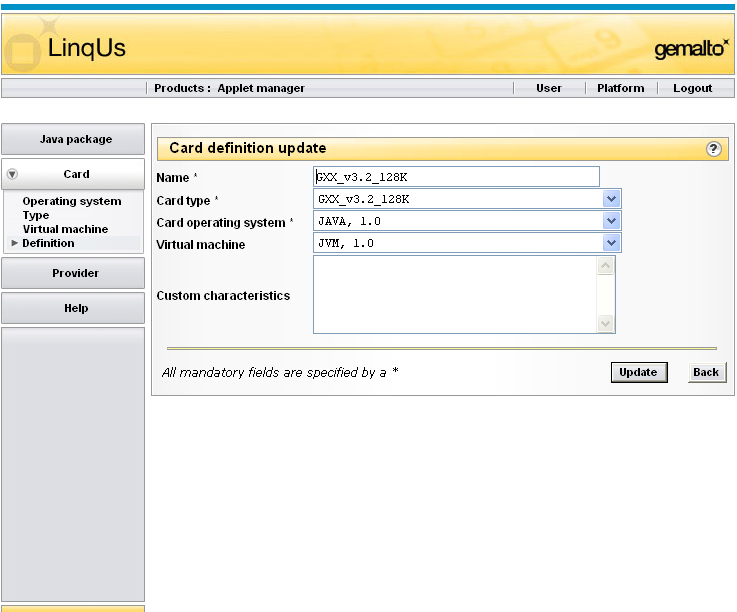 LinqUs
gemalto
Products : Applet manager
User
Platform
Logout
Java package
Card
Operating system
Type
Virtual machine
Definition
Provider
Help
Card definition update
?
Name *
GXX_v3.2_128K
Card type *
GXX_v3.2_128K
Card operating system *
JAVA, 1.0
Virtual machine
JVM, 1.0
Custom characteristics
All mandatory fields are specified by a *
Update
Back